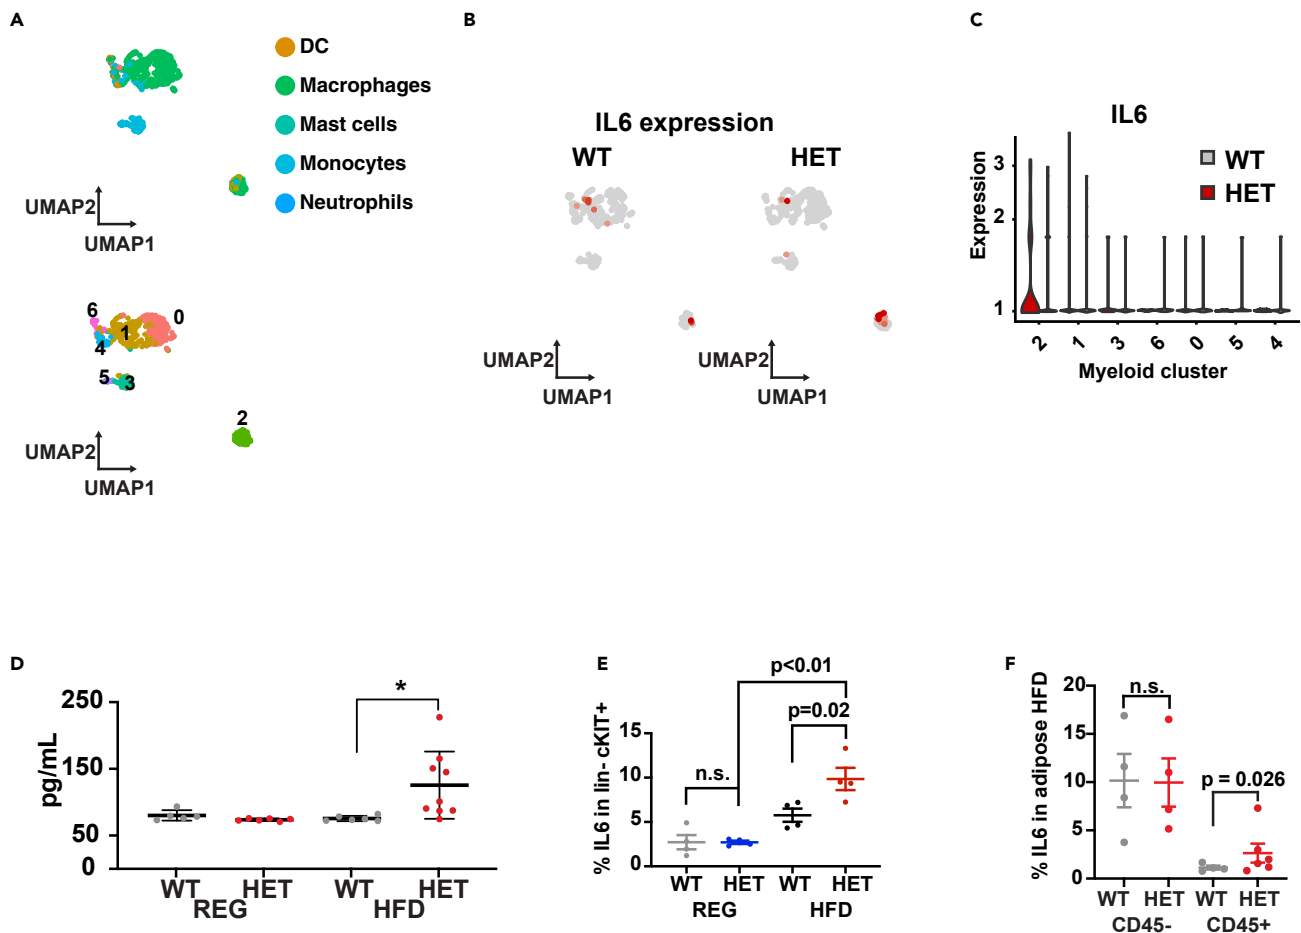 A
DC
Macrophages
Mast cells
Monocytes
Neutrophils
UMAP2
UMAP1
6
0
1
4
5
3
2
UMAP2
UMAP1
B
IL6 expression
WT
HET
UMAP2
UMAP1
UMAP2
UMAP1
C
IL6
WT
HET
Expression
3
2
1
2
1
3
6
0
5
4
Myeloid cluster
D
pg/mL
250
150
50
0
*
WT
HET
WT
HET
REG
HFD
E
% IL6 in lin- cKIT+
15
10
5
0
p<0.01
p=0.02
n.s.
WT
HET
WT
HET
REG
HFD
F
% IL6 in adipose HFD
20
15
10
5
0
n.s.
p = 0.026
WT
HET
WT
HET
CD45-
CD45+